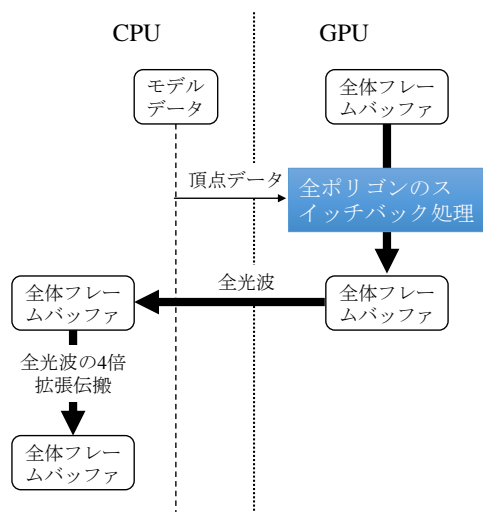 CPU
GPU
モデル
データ
全体フレー
ムバッファ
頂点データ
全ポリゴンのス
イッチバック処理
全光波
全体フレー
ムバッファ
全体フレー
ムバッファ
全光波の4倍
拡張伝搬
全体フレー
ムバッファ